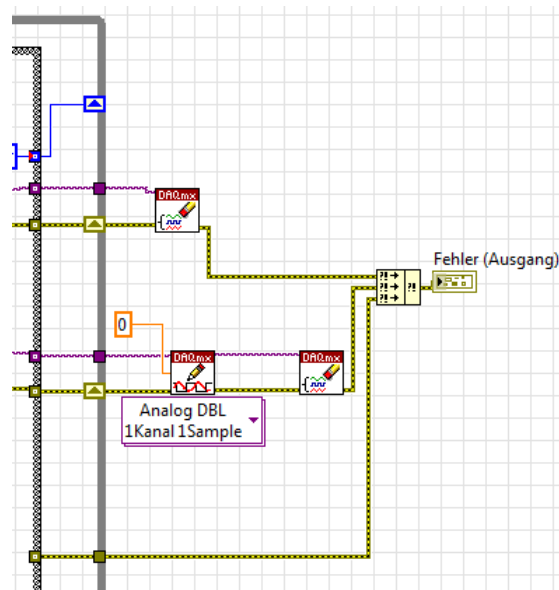 DAQmx
Fehler (Ausgang)
?!
?!
?!
?!
0
DAQmx
DAQmx
Analog DBL
1Kanal 1Sample